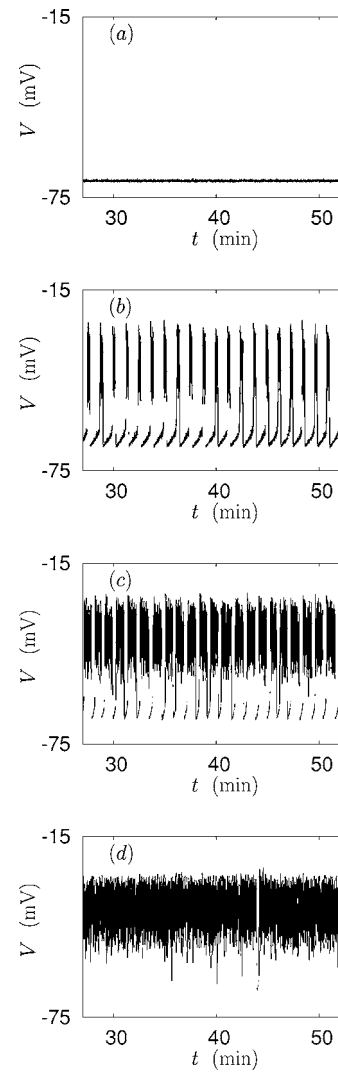 -15
(a)
V (mV)
-75
30 40 50
t (min)
-15
(b)
V (mV)
-75
30 40 50
t (min)
-15
(c)
V (mV)
-75
30 40 50
t (min)
-15
(d)
V (mV)
-75
30 40 50
t (min)